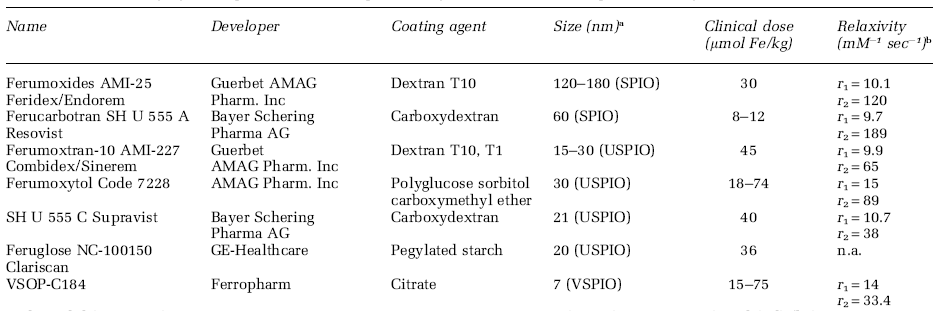 Name Developer Coating agent Size (nm)ᵃ Clinical dose Relaxivity
(μmol Fe/kg) (mM⁻¹ sec⁻¹)ᵇ
Ferumoxides AMI-25 Guerbet AMAG Dextran T10 120–180 (SPIO) 30 r₁ = 10.1
Feridex/Endorem Pharm. Inc r₂ = 120
Ferucarbotran SH U 555 A Bayer Schering Carboxydextran 60 (SPIO) 8–12 r₁ = 9.7
Resovist Pharma AG r₂ = 189
Ferumoxtran-10 AMI-227 Guerbet Dextran T10, T1 15–30 (USPIO) 45 r₁ = 9.9
Combidex/Sinerem AMAG Pharm. Inc r₂ = 65
Ferumoxytol Code 7228 AMAG Pharm. Inc Polyglucose sorbitol 30 (USPIO) 18–74 r₁ = 15
carboxymethyl ether r₂ = 89
SH U 555 C Supravist Bayer Schering Carboxydextran 21 (USPIO) 40 r₁ = 10.7
Pharma AG r₂ = 38
Feruglose NC-100150 GE-Healthcare Pegylated starch 20 (USPIO) 36 n.a.
Clariscan
VSOP-C184 Ferropharm Citrate 7 (VSPIO) 15–75 r₁ = 14
r₂ = 33.4